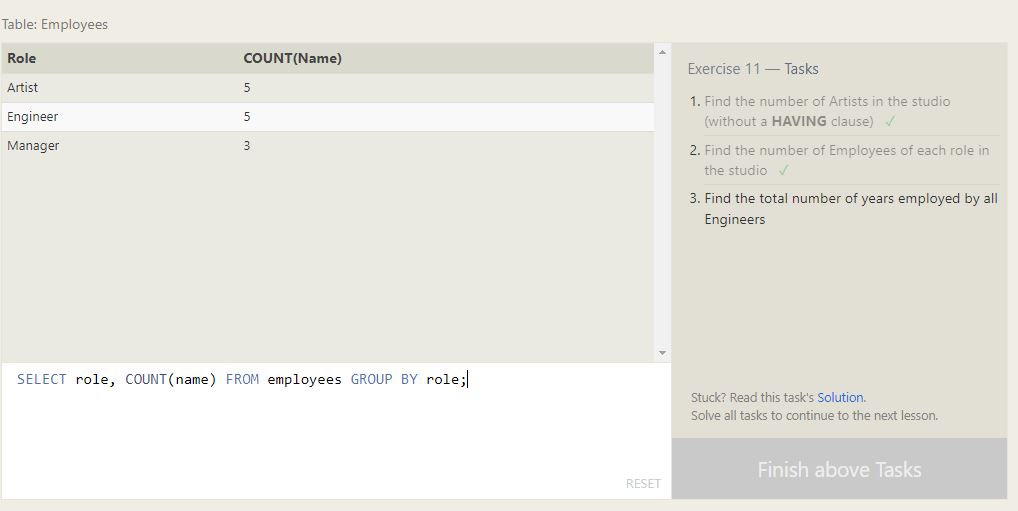 Table: Employees
Role COUNT(Name)
Artist 5
Engineer 5
Manager 3
SELECT role, COUNT(name) FROM employees GROUP BY role;
RESET
Exercise 11 — Tasks
1. Find the number of Artists in the studio
(without a HAVING clause) ✓
2. Find the number of Employees of each role in
the studio ✓
3. Find the total number of years employed by all
Engineers
Stuck? Read this task's Solution.
Solve all tasks to continue to the next lesson.
Finish above Tasks